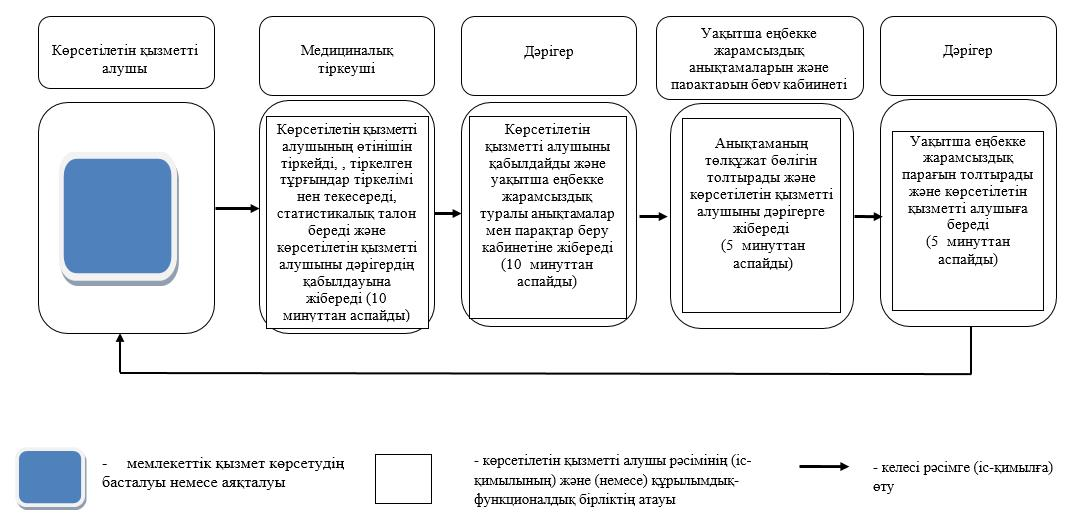 Көрсетілетін қызметті
алушы
Медициналық
тіркеуші
Дәрігер
Уақытша еңбекке
жарамсыздық
анықтамаларын және
парақтарын беру кабинеті
Дәрігер
Көрсетілетін қызметті
алушының өтінішін
тіркейді, , тіркелген
тұрғындар тіркелімі
нен текесереді,
статистикалық талон
береді және
көрсетілетін қызметті
алушыны дәрігердің
қабылдауына
жібереді (10
минуттан аспайды)
Көрсетілетін
қызметті алушыны
қабылдайды және
уақытша еңбекке
жарамсыздық
туралы анықтамалар
мен парақтар беру
кабинетіне жібереді
(10 минуттан
аспайды)
Анықтаманың
төлқұжат бөлігін
толтырады және
көрсетілетін қызметті
алушыны дәрігерге
жібереді
(5 минуттан
аспайды)
Уақытша еңбекке
жарамсыздық
парағын толтырады
және көрсетілетін
қызметті алушыға
береді
(5 минуттан
аспайды)
- мемлекеттік қызмет көрсетудің
басталуы немесе аяқталуы
- көрсетілетін қызметті алушы рәсімінің (іс-
қимылының) және (немесе) құрылымдық-
функционалдық бірліктің атауы
- келесі рәсімге (іс-қимылға)
өту